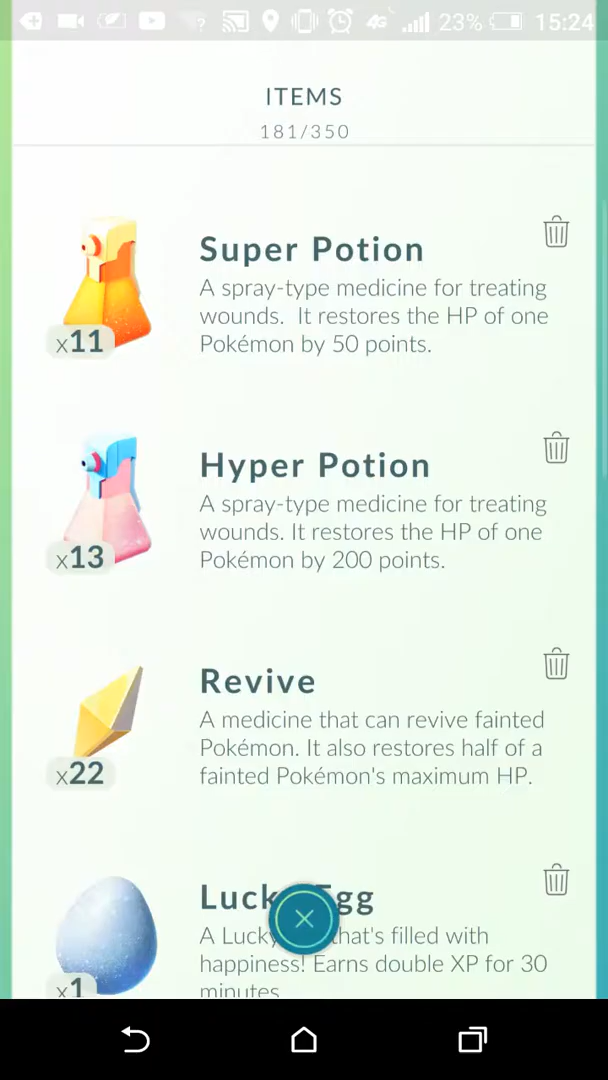 4G 23% 15:24
ITEMS
181/350
Super Potion
A spray-type medicine for treating
wounds.  It restores the HP of one
Pokémon by 50 points.
x11
Hyper Potion
A spray-type medicine for treating
wounds. It restores the HP of one
Pokémon by 200 points.
x13
Revive
A medicine that can revive fainted
Pokémon. It also restores half of a
fainted Pokémon's maximum HP.
x22
Lucky Egg
A Lucky that's filled with
happiness! Earns double XP for 30
minutes
x1